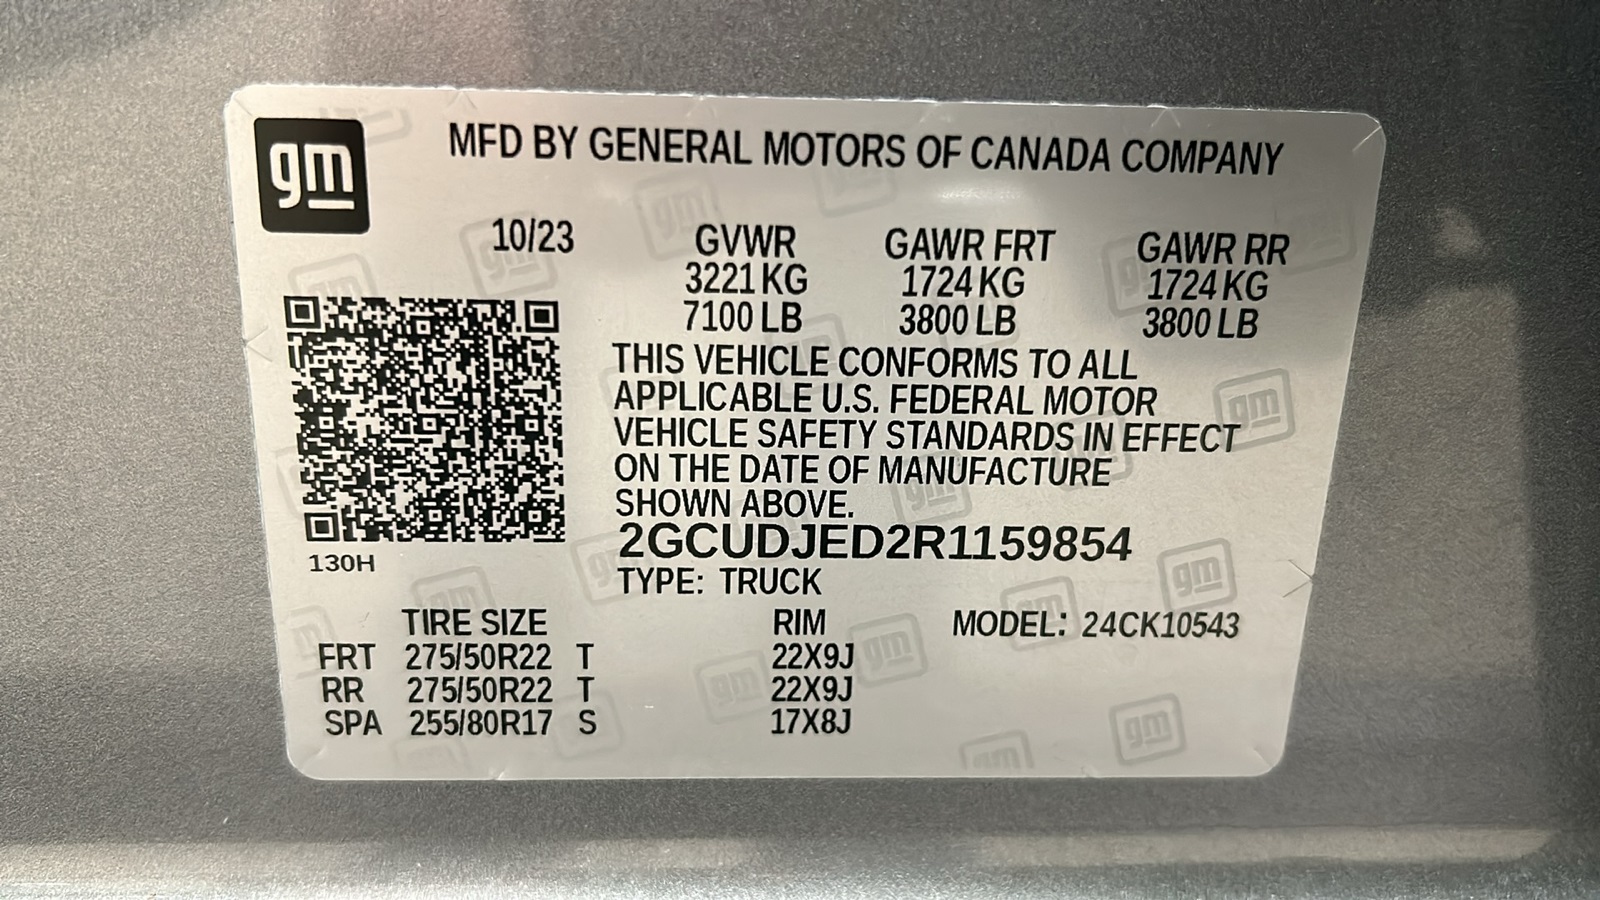 gm
MFD BY GENERAL MOTORS OF CANADA COMPANY
10/23 GVWR GAWR FRT GAWR RR
3221 KG 1724 KG 1724 KG
7100 LB 3800 LB 3800 LB
THIS VEHICLE CONFORMS TO ALL
APPLICABLE U.S. FEDERAL MOTOR
VEHICLE SAFETY STANDARDS IN EFFECT
ON THE DATE OF MANUFACTURE
SHOWN ABOVE.
2GCUDJED2R1159854
130H
TYPE: TRUCK
TIRE SIZE RIM MODEL: 24CK10543
FRT 275/50R22 T 22X9J
RR 275/50R22 T 22X9J
SPA 255/80R17 S 17X8J